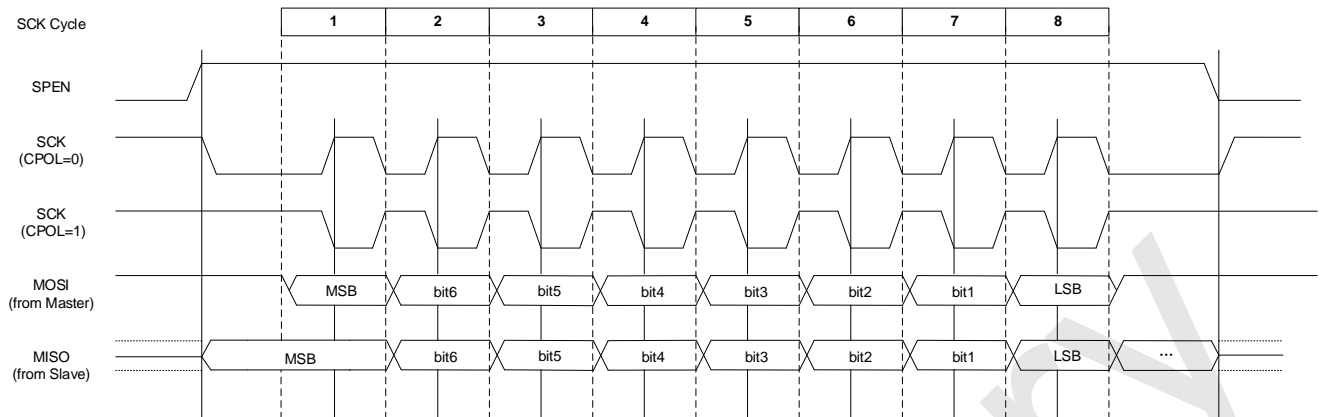 SCK Cycle 1 2 3 4 5 6 7 8
SPEN
SCK
(CPOL=0)
SCK
(CPOL=1)
MOSI
(from Master)
MSB bit6 bit5 bit4 bit3 bit2 bit1 LSB
MISO
(from Slave)
MSB bit6 bit5 bit4 bit3 bit2 bit1 LSB ...